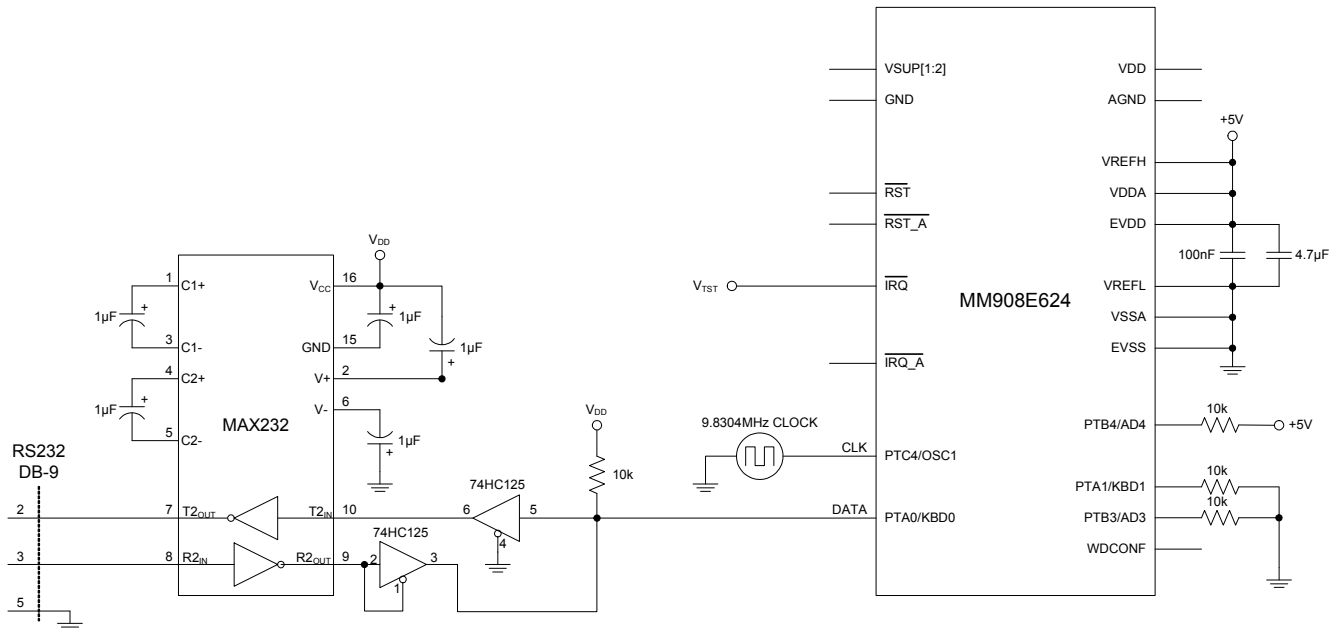 VSUP[1:2]
GND
RST
RST_A
IRQ
IRQ_A
PTC4/OSC1
PTA0/KBD0
MM908E624
VDD
AGND
VREFH
VDDA
EVDD
VREFL
VSSA
EVSS
PTB4/AD4
PTA1/KBD1
PTB3/AD3
WDCONF
+5V
100nF
4.7µF
10k
+5V
10k
10k
VTST
9.8304MHz CLOCK
CLK
DATA
VDD
10k
VDD
1 C1+
1µF +
3 C1-
4 C2+
1µF +
5 C2-
MAX232
VCC 16
+ 1µF
GND 15
1µF +
V+ 2
V- 6
1µF +
RS232
DB-9
2
7 T2OUT
T2IN 10
74HC125
6 5
4
3
8 R2IN
R2OUT 9
74HC125
2 3
1
5